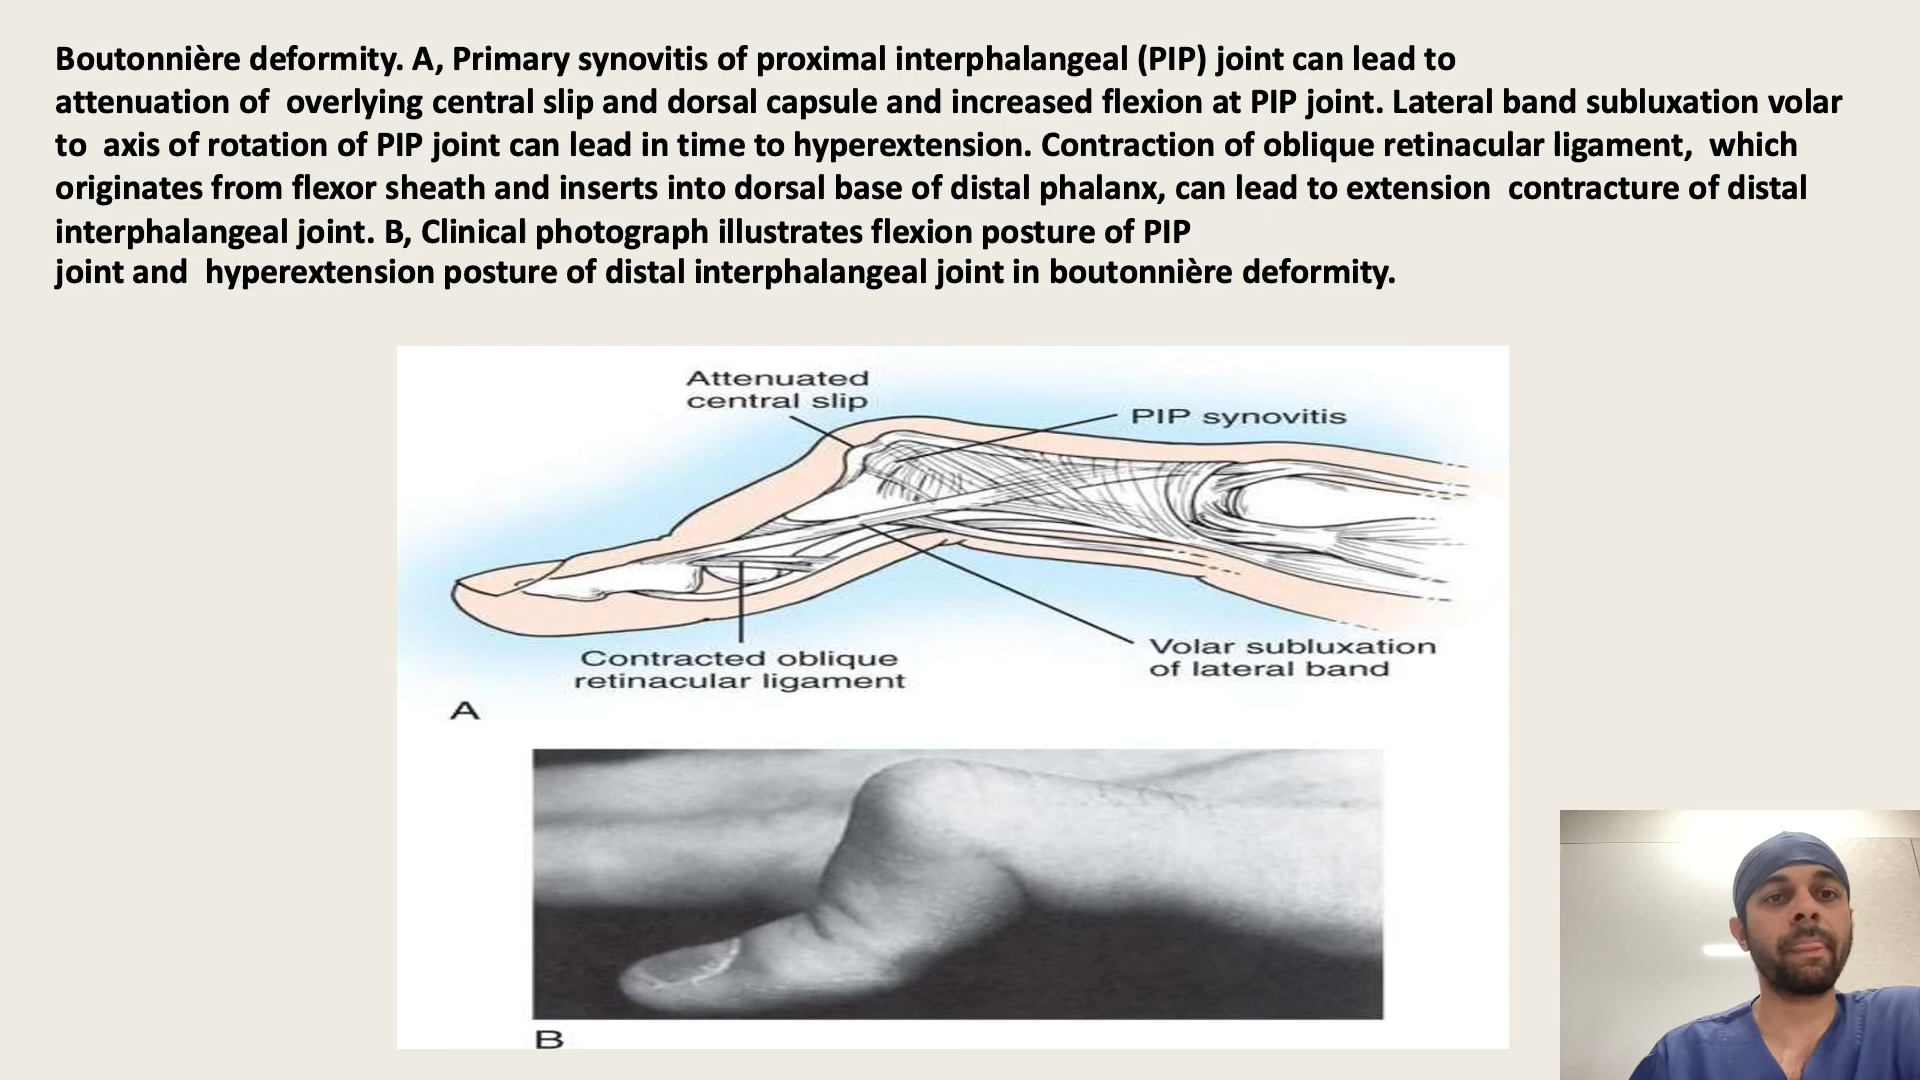 Boutonnière deformity. A, Primary synovitis of proximal interphalangeal (PIP) joint can lead to
attenuation of  overlying central slip and dorsal capsule and increased flexion at PIP joint. Lateral band subluxation volar
to  axis of rotation of PIP joint can lead in time to hyperextension. Contraction of oblique retinacular ligament,  which
originates from flexor sheath and inserts into dorsal base of distal phalanx, can lead to extension  contracture of distal
interphalangeal joint. B, Clinical photograph illustrates flexion posture of PIP
joint and  hyperextension posture of distal interphalangeal joint in boutonnière deformity.
Attenuated
central slip
PIP synovitis
Contracted oblique
retinacular ligament
Volar subluxation
of lateral band
A
B